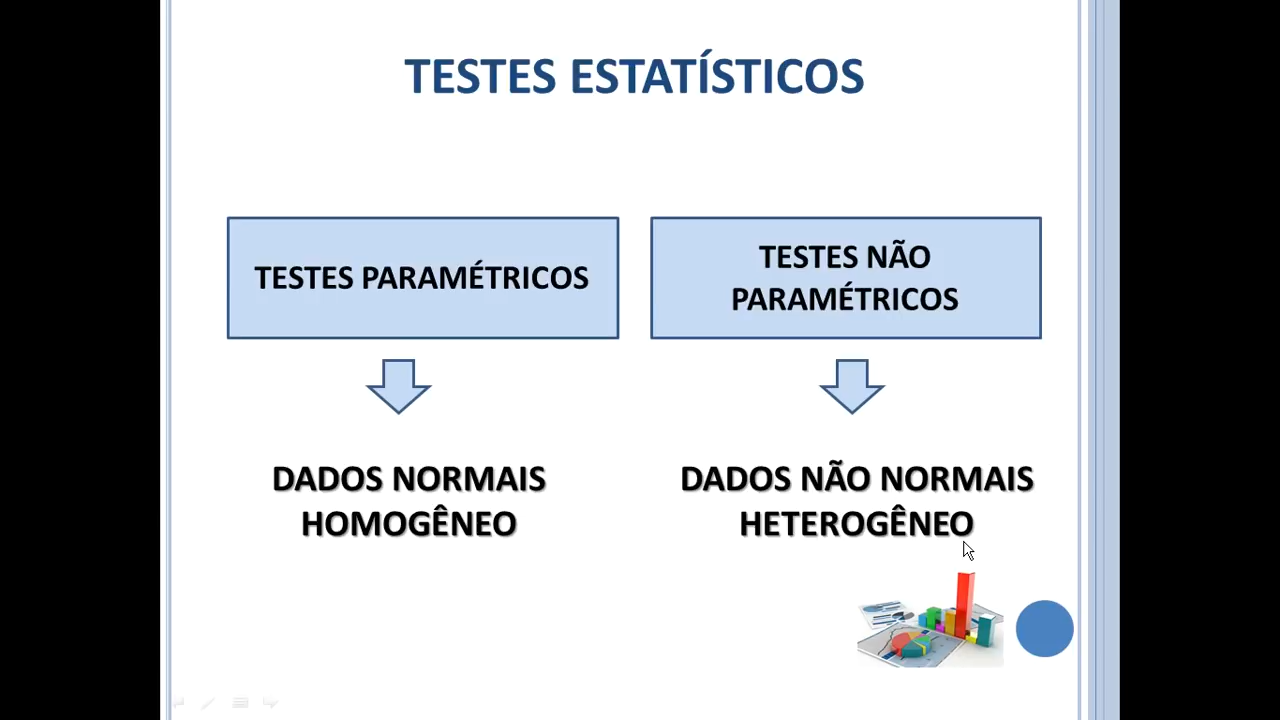 TESTES ESTATÍSTICOS
TESTES PARAMÉTRICOS
TESTES NÃO
PARAMÉTRICOS
DADOS NORMAIS
HOMOGÊNEO
DADOS NÃO NORMAIS
HETEROGÊNEO